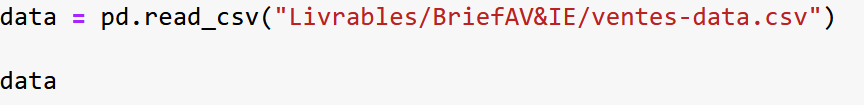 data = pd.read_csv("Livrables/BriefAV&IE/ventes-data.csv")
data